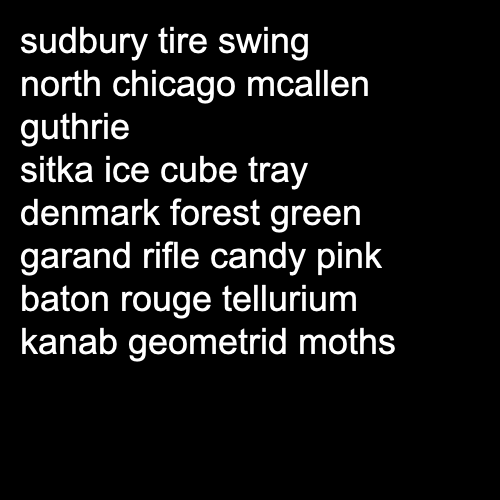 sudbury tire swing
north chicago mcallen
guthrie
sitka ice cube tray
denmark forest green
garand rifle candy pink
baton rouge tellurium
kanab geometrid moths